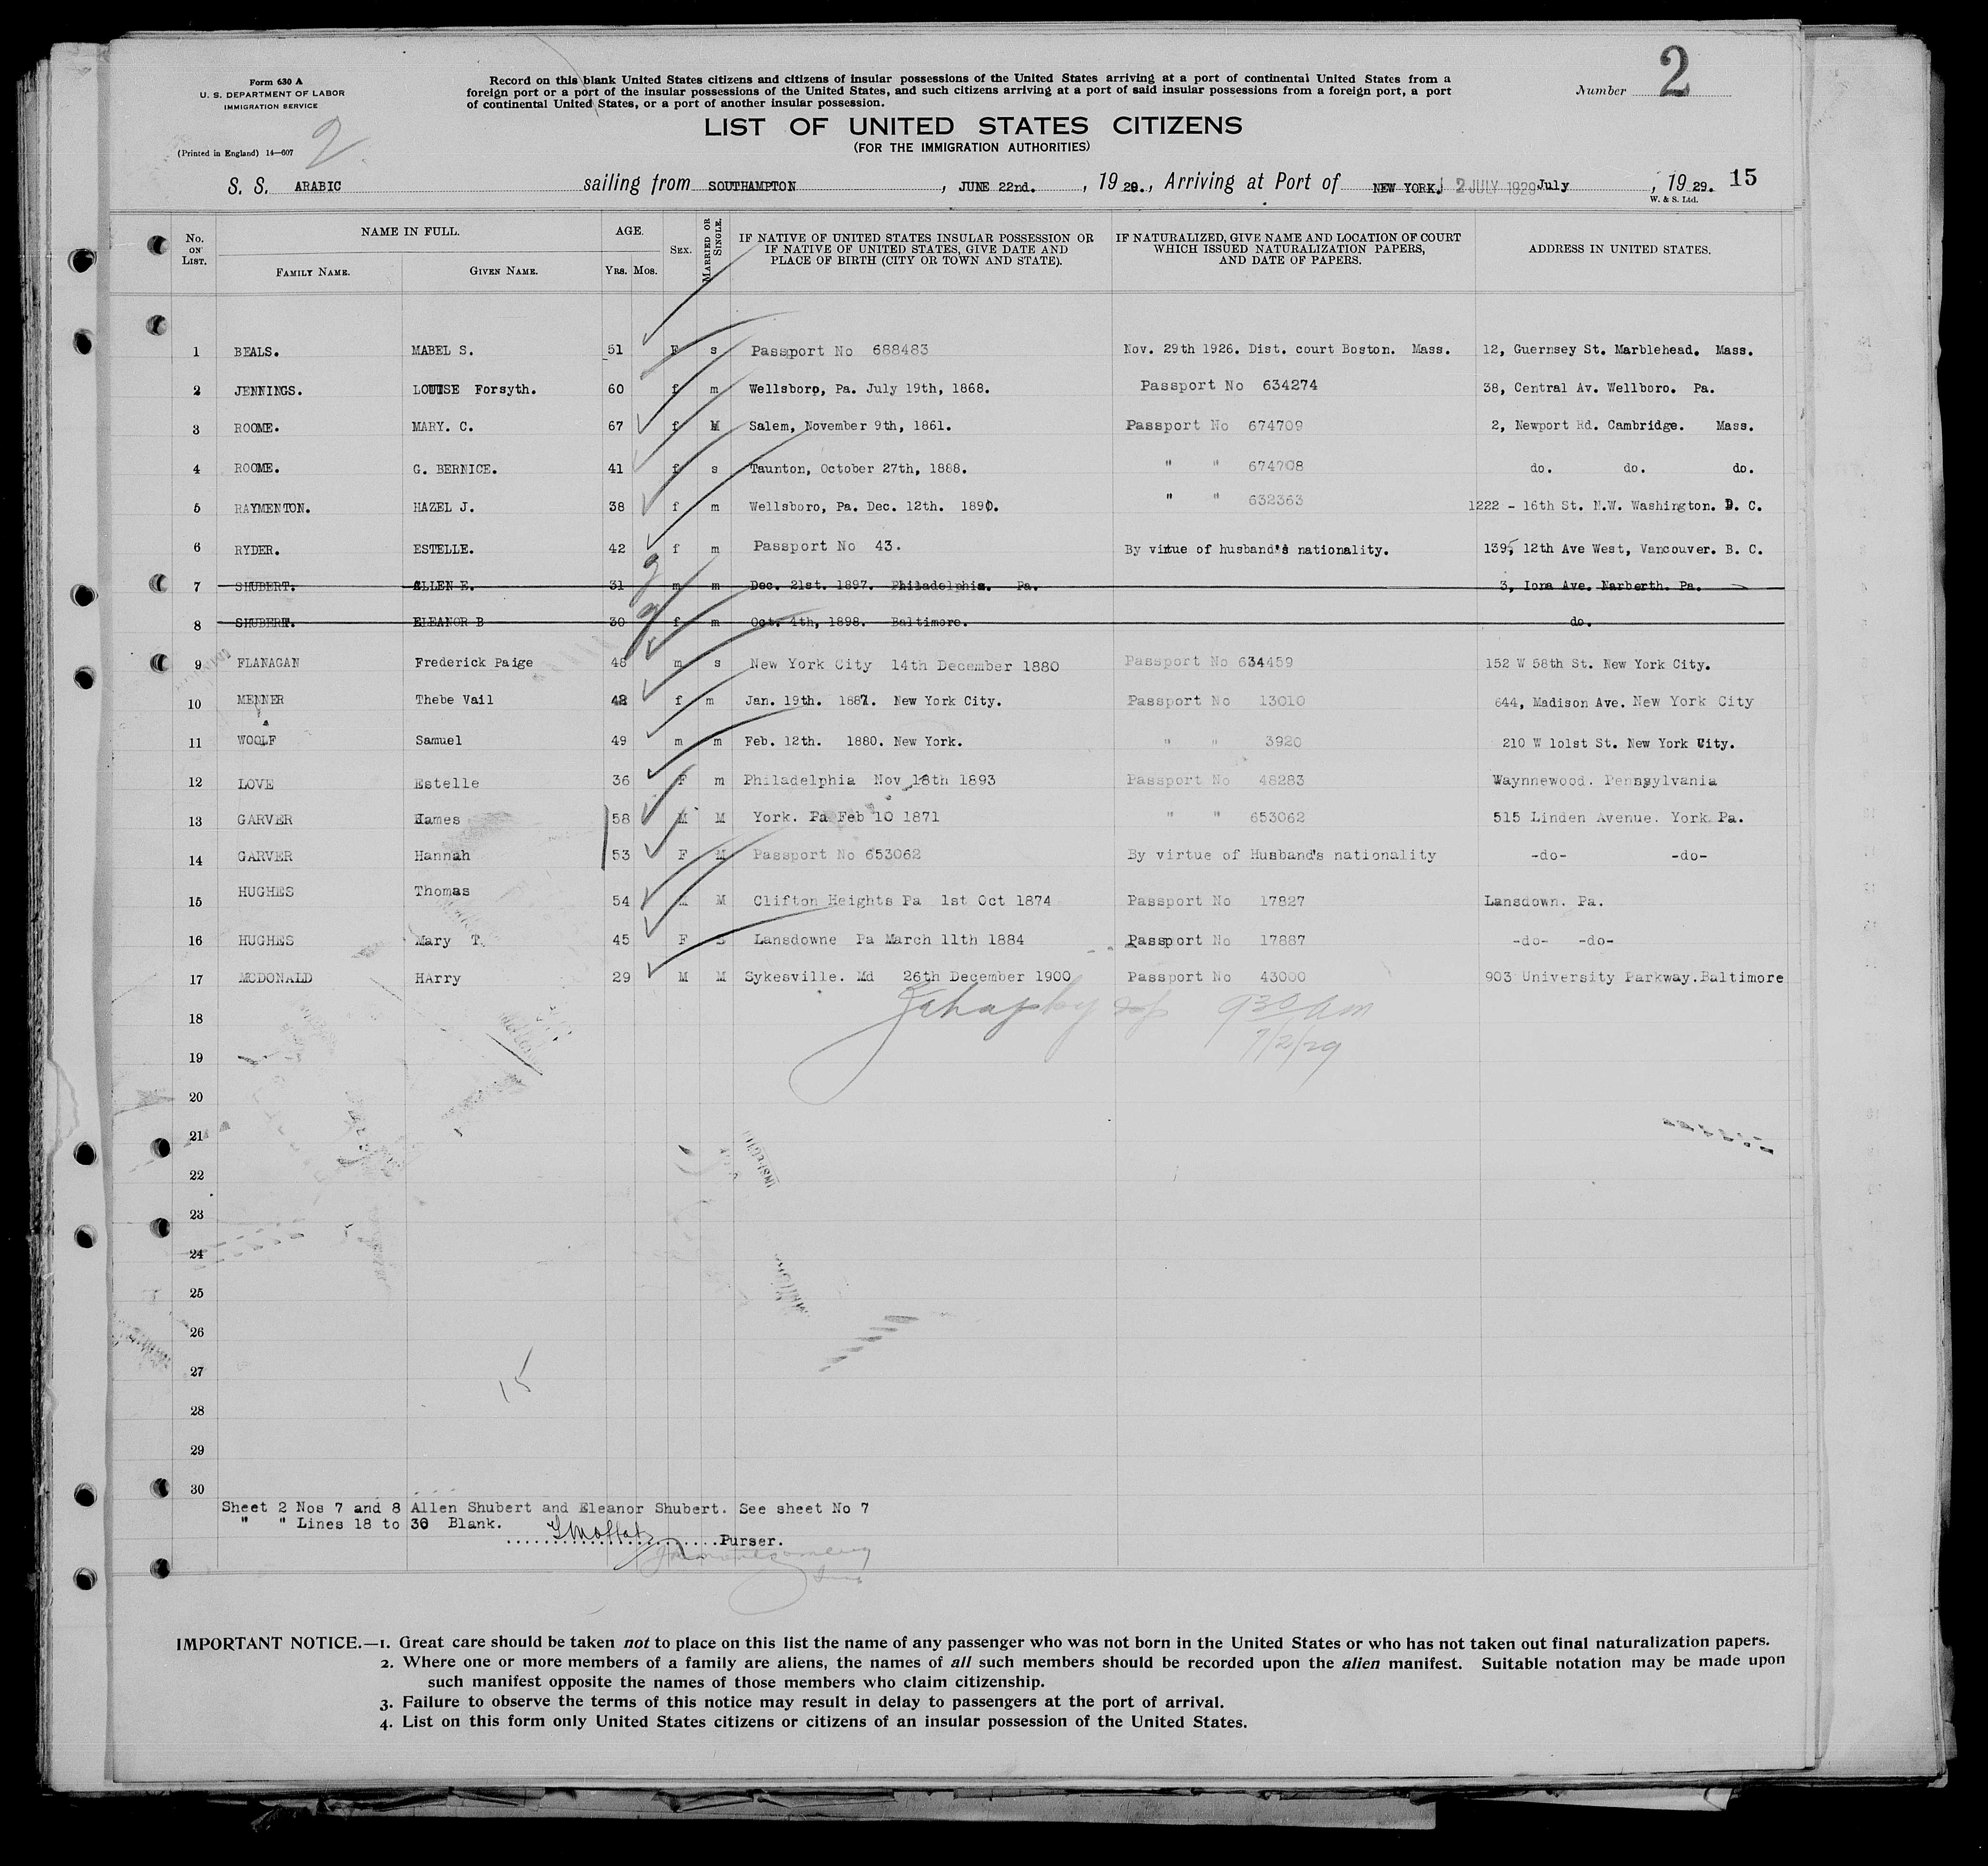 Form 630 A
U. S. DEPARTMENT OF LABOR
IMMIGRATION SERVICE
(Printed in England) 14—607
2
Record on this blank United States citizens and citizens of insular possessions of the United States arriving at a port of continental United States from a
foreign port or a port of the insular possessions of the United States, and such citizens arriving at a port of said insular possessions from a foreign port, a port
of continental United States, or a port of another insular possession.
Number 2
LIST OF UNITED STATES CITIZENS
(FOR THE IMMIGRATION AUTHORITIES)
S. S. ARABIC sailing from SOUTHAMPTON, JUNE 22nd., 19 29., Arriving at Port of NEW YORK. 2 JULY 1929 July, 19 29. 15
W. & S. Ltd.
No. ON LIST. NAME IN FULL. FAMILY NAME. GIVEN NAME. AGE. YRS. MOS. SEX. MARRIED OR SINGLE. IF NATIVE OF UNITED STATES INSULAR POSSESSION OR IF NATIVE OF UNITED STATES, GIVE DATE AND PLACE OF BIRTH (CITY OR TOWN AND STATE). IF NATURALIZED, GIVE NAME AND LOCATION OF COURT WHICH ISSUED NATURALIZATION PAPERS, AND DATE OF PAPERS. ADDRESS IN UNITED STATES.
1 BEALS. MABEL S. 51 F s Passport No 688483 Nov. 29th 1926. Dist. court Boston. Mass. 12, Guernsey St. Marblehead. Mass.
2 JENNINGS. LOUISE Forsyth. 60 f m Wellsboro, Pa. July 19th, 1868. Passport No 634274 38, Central Av. Wellboro. Pa.
3 ROOME. MARY. C. 67 f M Salem, November 9th, 1861. Passport No 674709 2, Newport Rd. Cambridge. Mass.
4 ROOME. G. BERNICE. 41 f s Taunton, October 27th, 1888. " " 674708 do. do. do.
5 RAYMENTON. HAZEL J. 38 f m Wellsboro, Pa. Dec. 12th. 1890. " " 632363 1222 - 16th St. N.W. Washington. D. C.
6 RYDER. ESTELLE. 42 f m Passport No 43. By virtue of husband's nationality. 1395, 12th Ave West, Vancouver. B. C.
7 SHUBERT. ALLEN E. 31 m m Dec. 21st. 1897. Philadelphia. Pa. 3, Iona Ave. Narberth. Pa.
8 SHUBERT. ELEANOR B 30 f m Oct. 4th, 1898. Baltimore. do.
9 FLANAGAN Frederick Paige 48 m s New York City 14th December 1880 Passport No 634459 152 W 58th St. New York City.
10 MENNER Thebe Vail 42 f m Jan. 19th. 1887. New York City. Passport No 13010 644, Madison Ave. New York City
11 WOOLF Samuel 49 m m Feb. 12th. 1880. New York. " " 3920 210 W 101st St. New York City.
12 LOVE Estelle 36 F m Philadelphia Nov 18th 1893 Passport No 48283 Waynnewood. Pennsylvania
13 GARVER James 58 M M York. Pa Feb 10 1871 " " 653062 515 Linden Avenue. York Pa.
14 GARVER Hannah 53 F M Passport No 653062 By virtue of Husband's nationality -do- -do-
15 HUGHES Thomas 54 M Clifton Heights Pa 1st Oct 1874 Passport No 17827 Lansdown. Pa.
16 HUGHES Mary T. 45 F Lansdowne Pa March 11th 1884 Passport No 17887 -do- -do-
17 MCDONALD HArry 29 M M Sykesville. Md 26th December 1900 Passport No 43000 903 University Parkway.Baltimore
18
930 am
19
7/2/29
20
21
22
23
24
25
26
27
15
28
29
30
Sheet 2 Nos 7 and 8 Allen Shubert and Eleanor Shubert. See sheet No 7
" " Lines 18 to 30 Blank.
Moffat Purser.
IMPORTANT NOTICE.—1. Great care should be taken not to place on this list the name of any passenger who was not born in the United States or who has not taken out final naturalization papers.
2. Where one or more members of a family are aliens, the names of all such members should be recorded upon the alien manifest. Suitable notation may be made upon
such manifest opposite the names of those members who claim citizenship.
3. Failure to observe the terms of this notice may result in delay to passengers at the port of arrival.
4. List on this form only United States citizens or citizens of an insular possession of the United States.